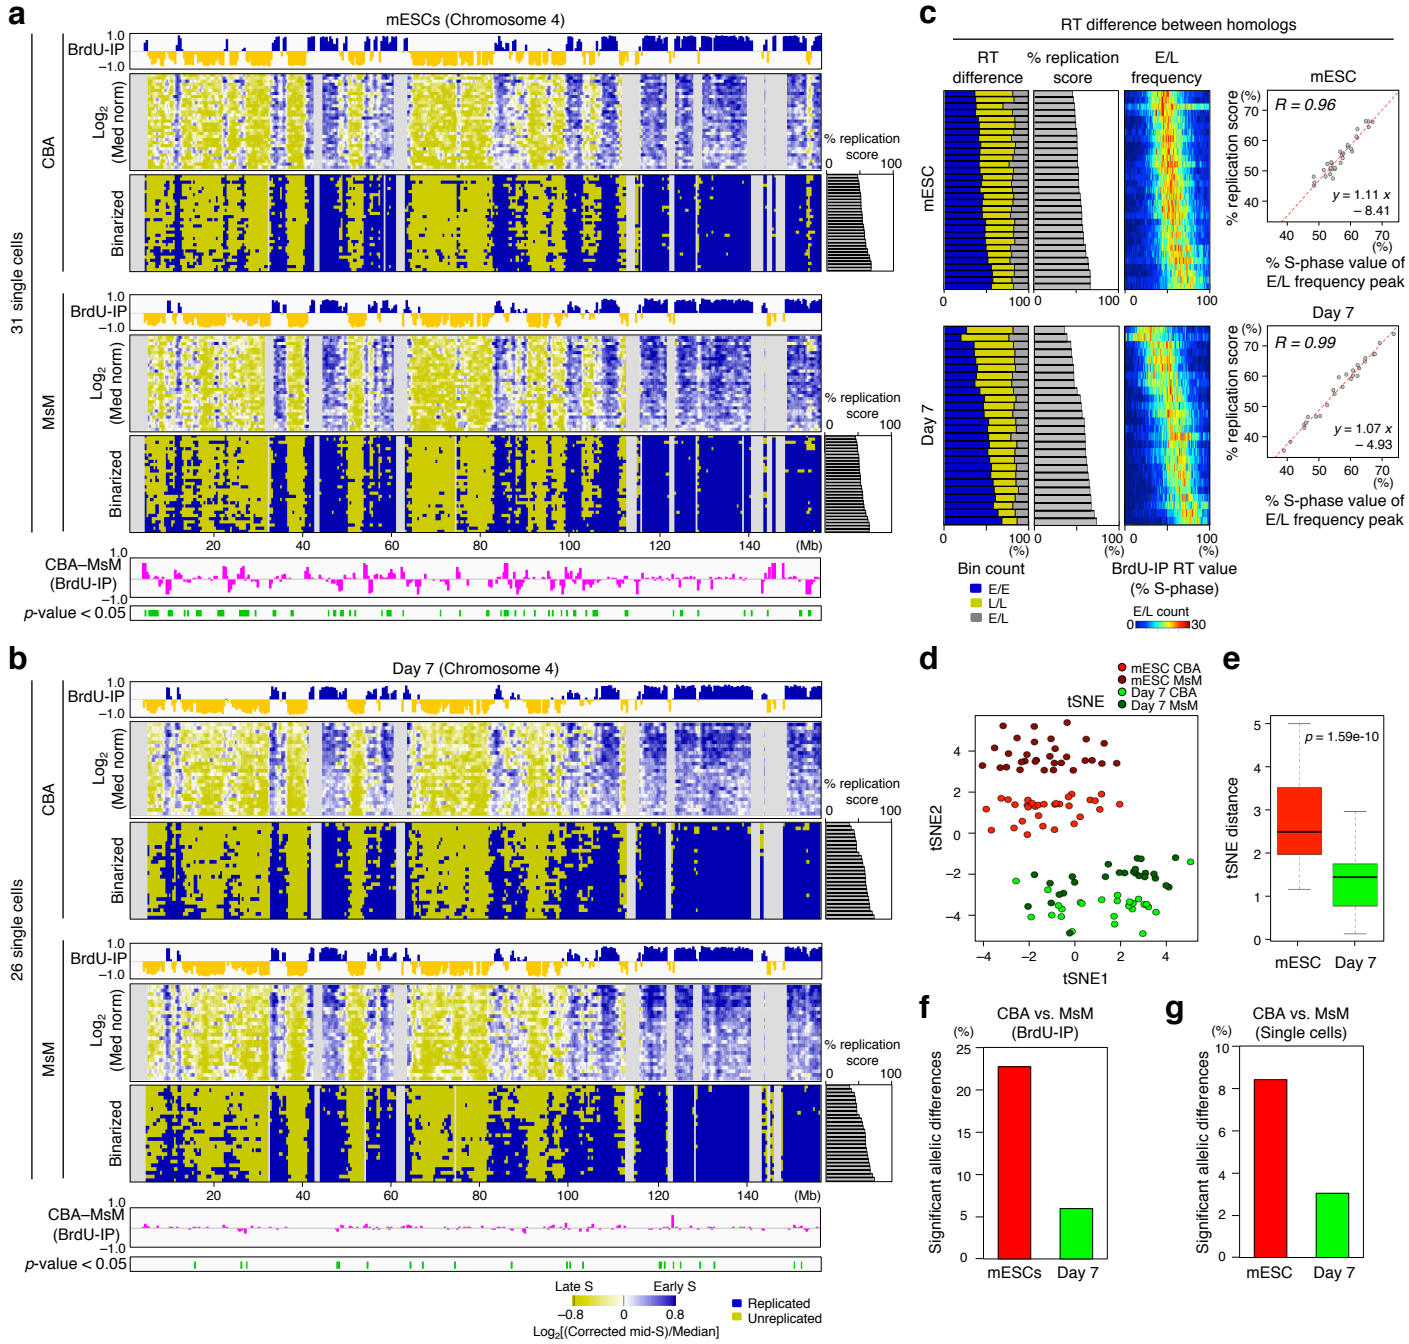 a
mESCs (Chromosome 4)
31 single cells
CBA
BrdU-IP
1.0
−1.0
Log2
(Med norm)
Binarized
% replication
score
0 100
MsM
BrdU-IP
1.0
−1.0
Log2
(Med norm)
Binarized
% replication
score
0 100
20 40 60 80 100 120 140 (Mb)
CBA–MsM
(BrdU-IP)
1.0
−1.0
p-value < 0.05
b
Day 7 (Chromosome 4)
26 single cells
CBA
BrdU-IP
1.0
−1.0
Log2
(Med norm)
Binarized
% replication
score
0 100
MsM
BrdU-IP
1.0
−1.0
Log2
(Med norm)
Binarized
% replication
score
0 100
20 40 60 80 100 120 140 (Mb)
CBA–MsM
(BrdU-IP)
1.0
−1.0
p-value < 0.05
Late S Early S
−0.8 0 0.8
Log2[(Corrected mid-S)/Median]
Replicated
Unreplicated
c
RT difference between homologs
RT
difference
% replication
score
E/L
frequency
mESC
0 100
0 100
0 100
Day 7
0 100
(%)
0 100
(%)
0 100
(%)
Bin count
E/E
L/L
E/L
BrdU-IP RT value
(% S-phase)
E/L count
0 30
mESC
% replication score
(%)
70
60
50
40
R = 0.96
y = 1.11 x
− 8.41
40 50 60 70
(%)
% S-phase value of
E/L frequency peak
Day 7
% replication score
(%)
70
60
50
40
R = 0.99
y = 1.07 x
− 4.93
40 50 60 70
(%)
% S-phase value of
E/L frequency peak
d
mESC CBA
mESC MsM
Day 7 CBA
Day 7 MsM
tSNE
tSNE2
4
2
0
−2
−4
−4 −2 0 2 4
tSNE1
e
tSNE distance
5
4
3
2
1
0
p = 1.59e-10
mESC Day 7
f
CBA vs. MsM
(BrdU-IP)
(%)
Significant allelic differences
25
20
15
10
5
0
mESCs Day 7
g
CBA vs. MsM
(Single cells)
(%)
Significant allelic differences
10
8
6
4
2
0
mESC Day 7